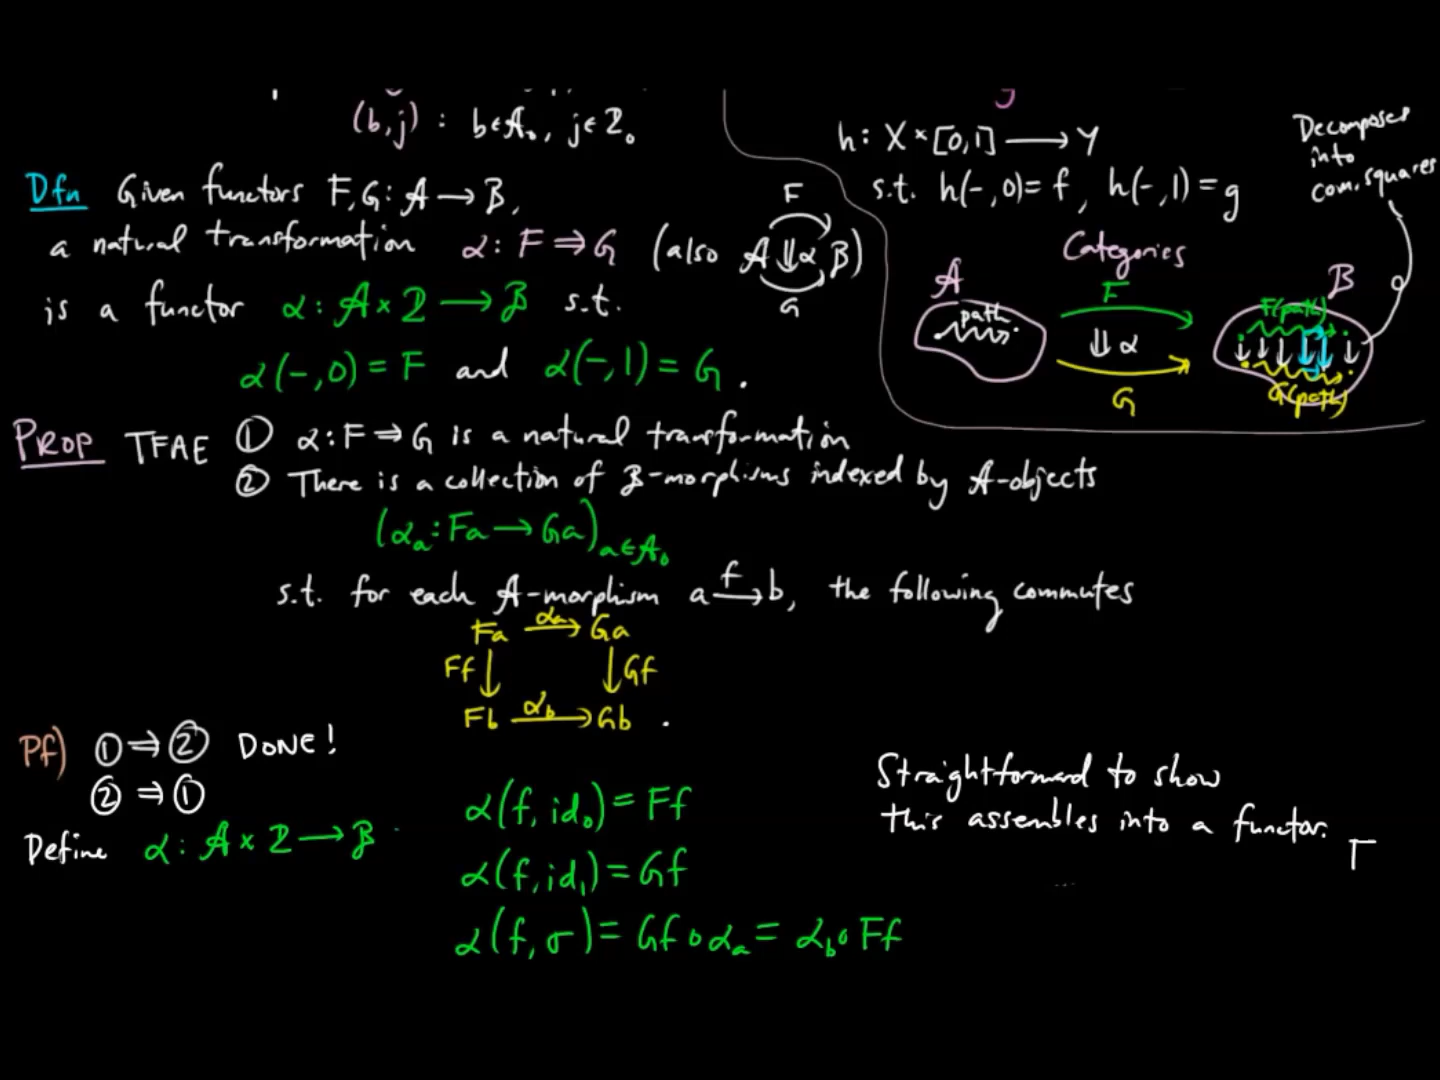 (b,j) : b∈A₀, j∈2₀
Dfn Given functors F,G: A → B,
a natural transformation α: F ⇒ G (also A ⇓α B)
F
G
is a functor α: A × 2 → B s.t.
α(-,0) = F and α(-,1) = G .
h: X × [0,1] → Y
s.t. h(-,0)= f , h(-,1) = g
Decomposes
into
com. squares
Categories
A
B
F
path
F(path)
⇓ α
G
G(path)
PROP TFAE ① α: F ⇒ G is a natural transformation
② There is a collection of B-morphisms indexed by A-objects
(αₐ: Fa → Ga)a∈A₀
s.t. for each A-morphism a →f b, the following commutes
Fa →αₐ Ga
Ff ↓ ↓ Gf
Fb →α_b Gb .
Pf) ① ⇒ ② DONE!
② ⇒ ①
Define α: A × 2 → B
α(f, id₀) = Ff
α(f, id₁) = Gf
α(f, σ) = Gf ∘ αₐ = α_b ∘ Ff
Straightforward to show
this assembles into a functor.